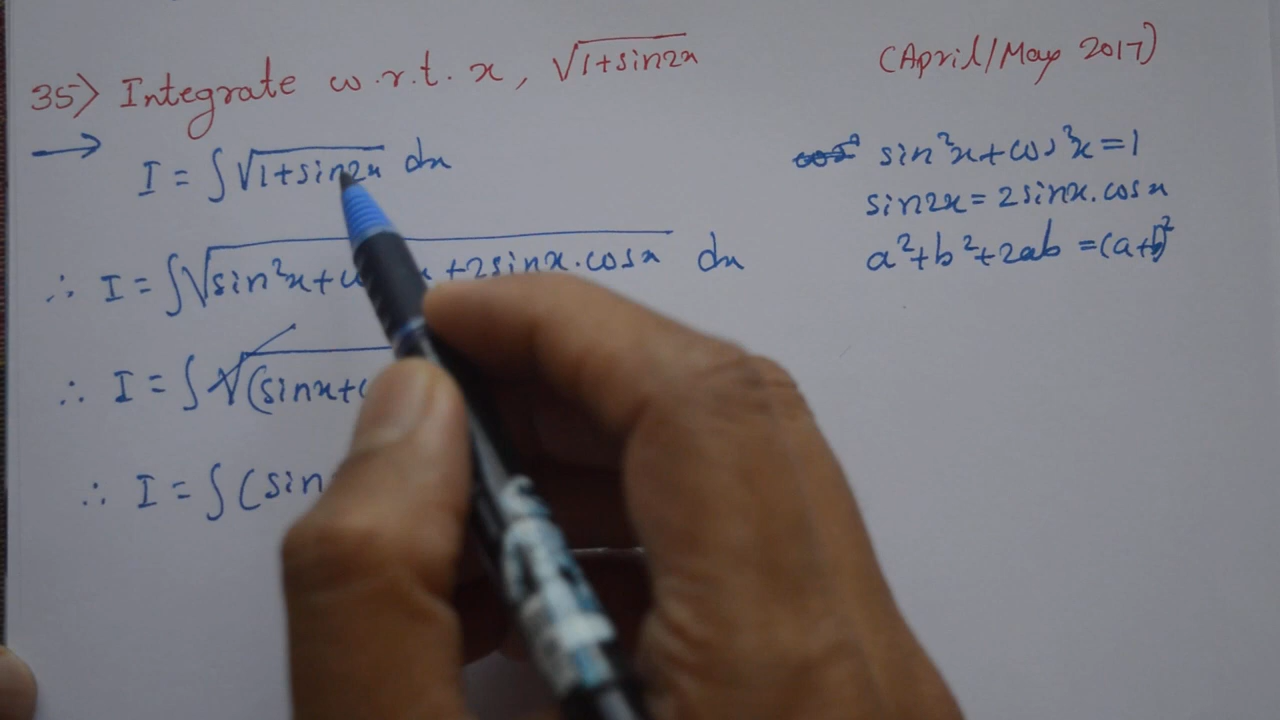 35) Integrate w.r.t. x, √1+sin2x
(April/May 2017)
→ I = ∫√1+sin2x dx
sin²x+cos²x=1
sin2x = 2sinx.cosx
∴ I = ∫√sin²x+ +2sinx.cosx dx
a²+b²+2ab = (a+b)²
∴ I = ∫√(sinx+
∴ I = ∫(sin